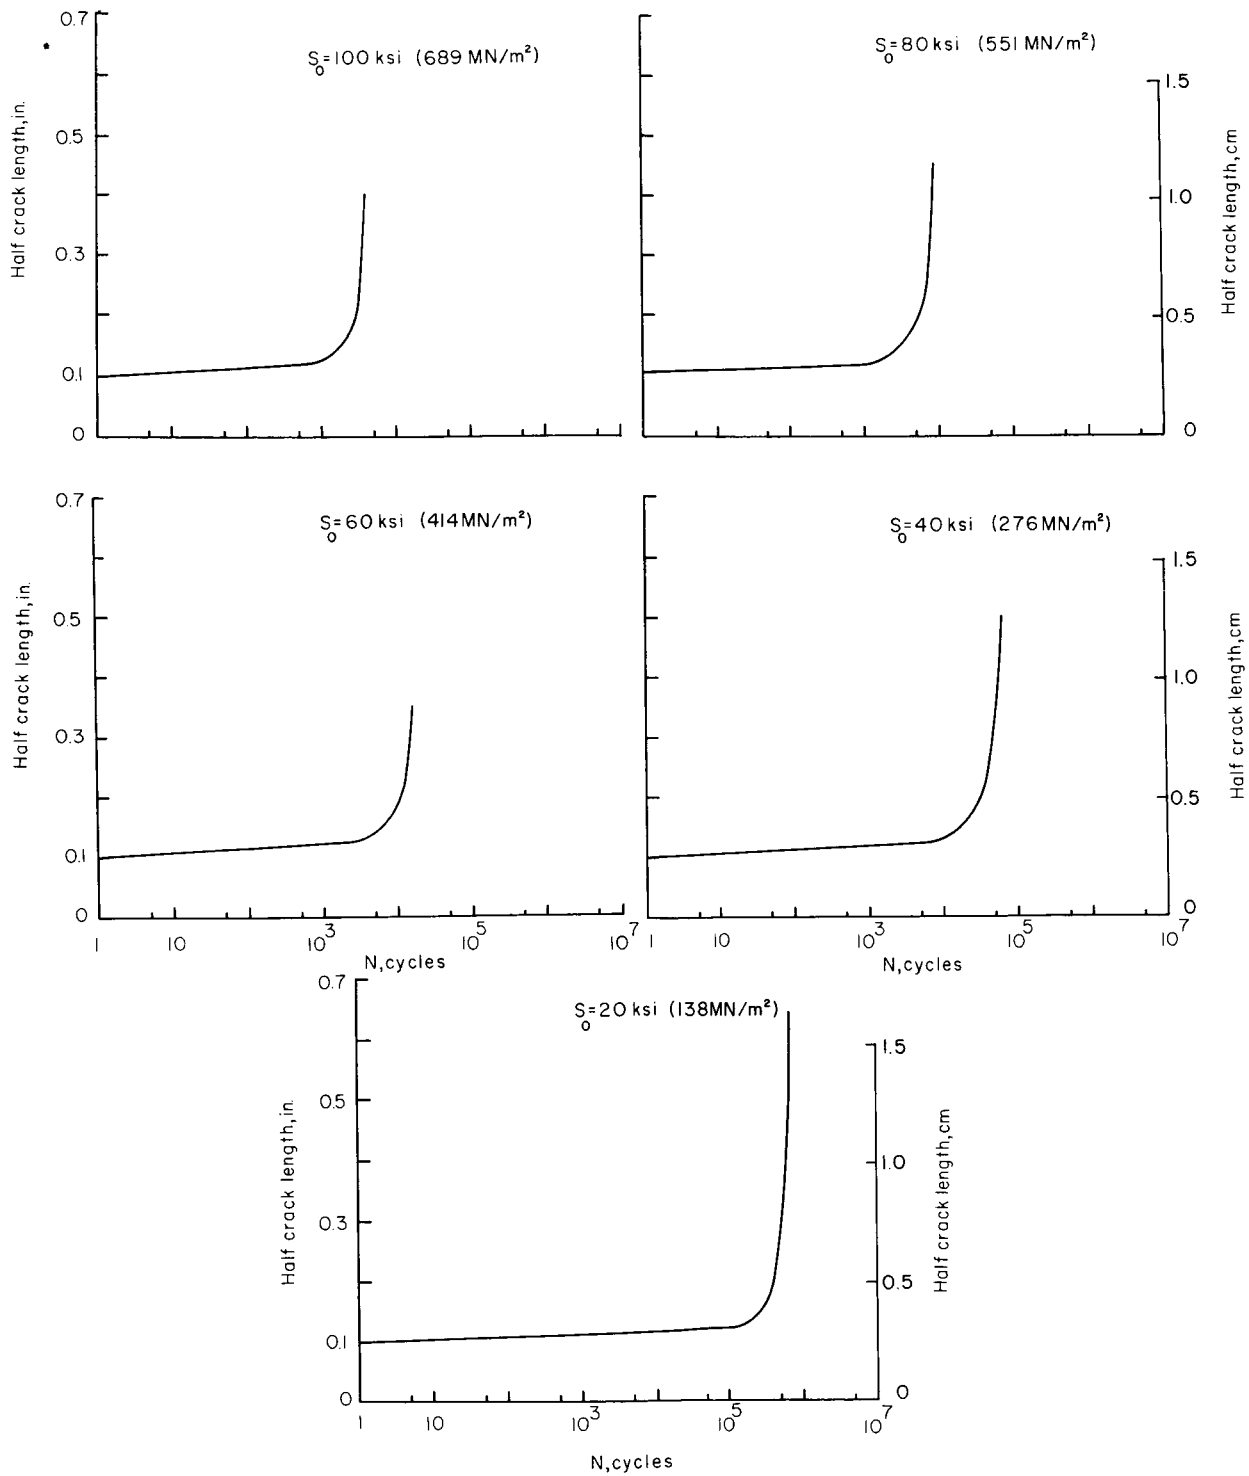 S₀=100 ksi (689 MN/m²)
0.7
0.5
0.3
0.1
0
Half crack length,in.
S₀=80 ksi (551 MN/m²)
1.5
1.0
0.5
0
Half crack length,cm
S₀=60 ksi (414MN/m²)
0.7
0.5
0.3
0.1
0
Half crack length,in.
1 10 10³ 10⁵ 10⁷
N,cycles
S₀=40 ksi (276MN/m²)
1.5
1.0
0.5
0
Half crack length,cm
1 10 10³ 10⁵ 10⁷
N,cycles
S₀=20 ksi (138MN/m²)
0.7
0.5
0.3
0.1
0
Half crack length,in.
1.5
1.0
0.5
0
Half crack length,cm
1 10 10³ 10⁵ 10⁷
N,cycles